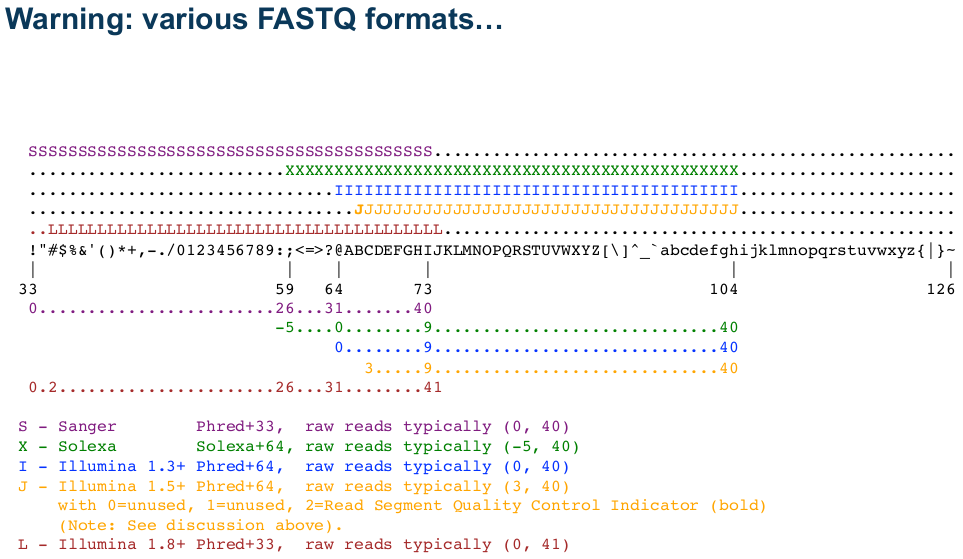 Warning: various FASTQ formats…
SSSSSSSSSSSSSSSSSSSSSSSSSSSSSSSSSSSSSSSSS.....................................................
..........................XXXXXXXXXXXXXXXXXXXXXXXXXXXXXXXXXXXXXXXXXXXXXX......................
...............................IIIIIIIIIIIIIIIIIIIIIIIIIIIIIIIIIIIIIIIII......................
.................................JJJJJJJJJJJJJJJJJJJJJJJJJJJJJJJJJJJJJJJ......................
..LLLLLLLLLLLLLLLLLLLLLLLLLLLLLLLLLLLLLLLL....................................................
!"#$%&'()*+,-./0123456789:;<=>?@ABCDEFGHIJKLMNOPQRSTUVWXYZ[\]^_`abcdefghijklmnopqrstuvwxyz{|}~
|                         |    |        |                              |                     |
33                        59   64       73                            104                   126
0........................26...31.......40
-5....0........9.............................40
0........9.............................40
3.....9.............................40
0.2......................26...31........41
S - Sanger        Phred+33,  raw reads typically (0, 40)
X - Solexa        Solexa+64, raw reads typically (-5, 40)
I - Illumina 1.3+ Phred+64,  raw reads typically (0, 40)
J - Illumina 1.5+ Phred+64,  raw reads typically (3, 40)
with 0=unused, 1=unused, 2=Read Segment Quality Control Indicator (bold)
(Note: See discussion above).
L - Illumina 1.8+ Phred+33,  raw reads typically (0, 41)